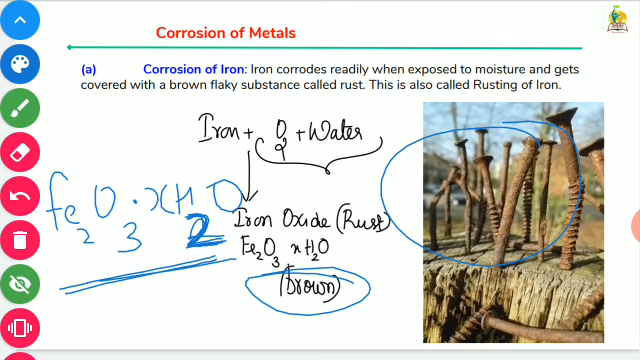 Corrosion of Metals
(a) Corrosion of Iron: Iron corrodes readily when exposed to moisture and gets
covered with a brown flaky substance called rust. This is also called Rusting of Iron.
Iron + O + Water
Fe2O3.xH2O
Iron Oxide (Rust)
Fe2O3 xH2O
(brown)